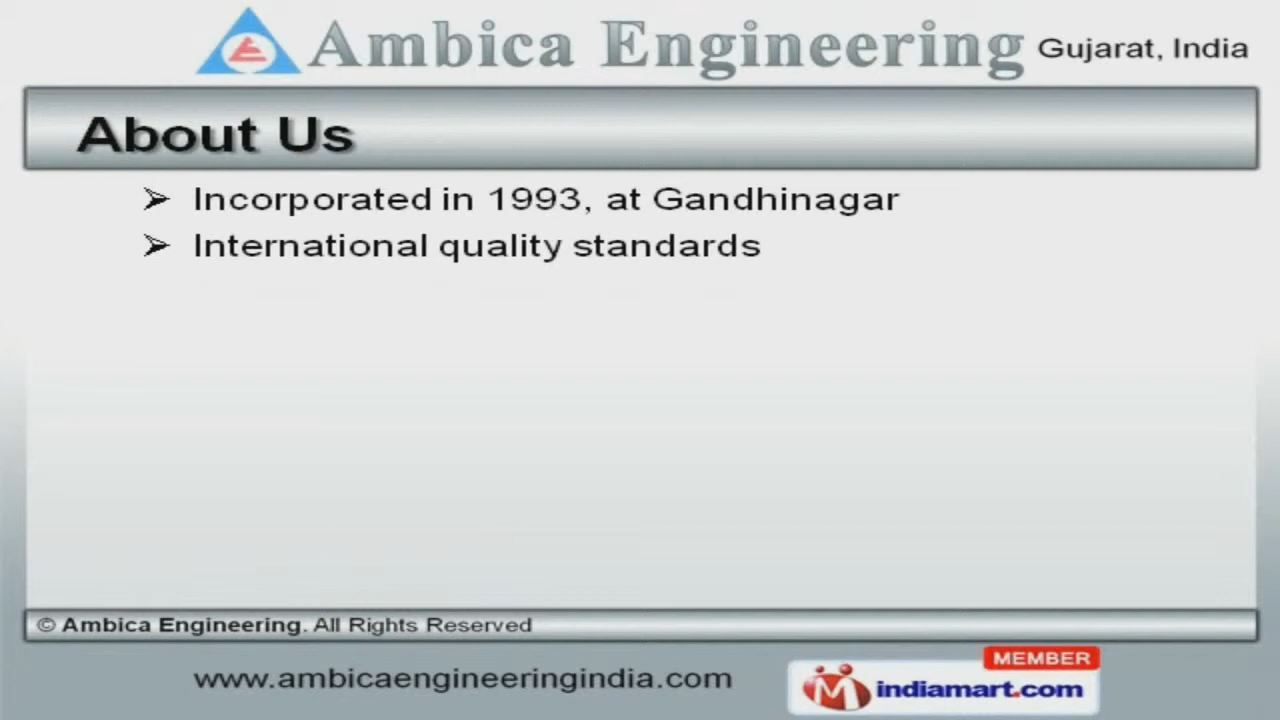 Ambica Engineering Gujarat, India
About Us
➢ Incorporated in 1993, at Gandhinagar
➢ International quality standards
© Ambica Engineering. All Rights Reserved
MEMBER
www.ambicaengineeringindia.com indiamart.com